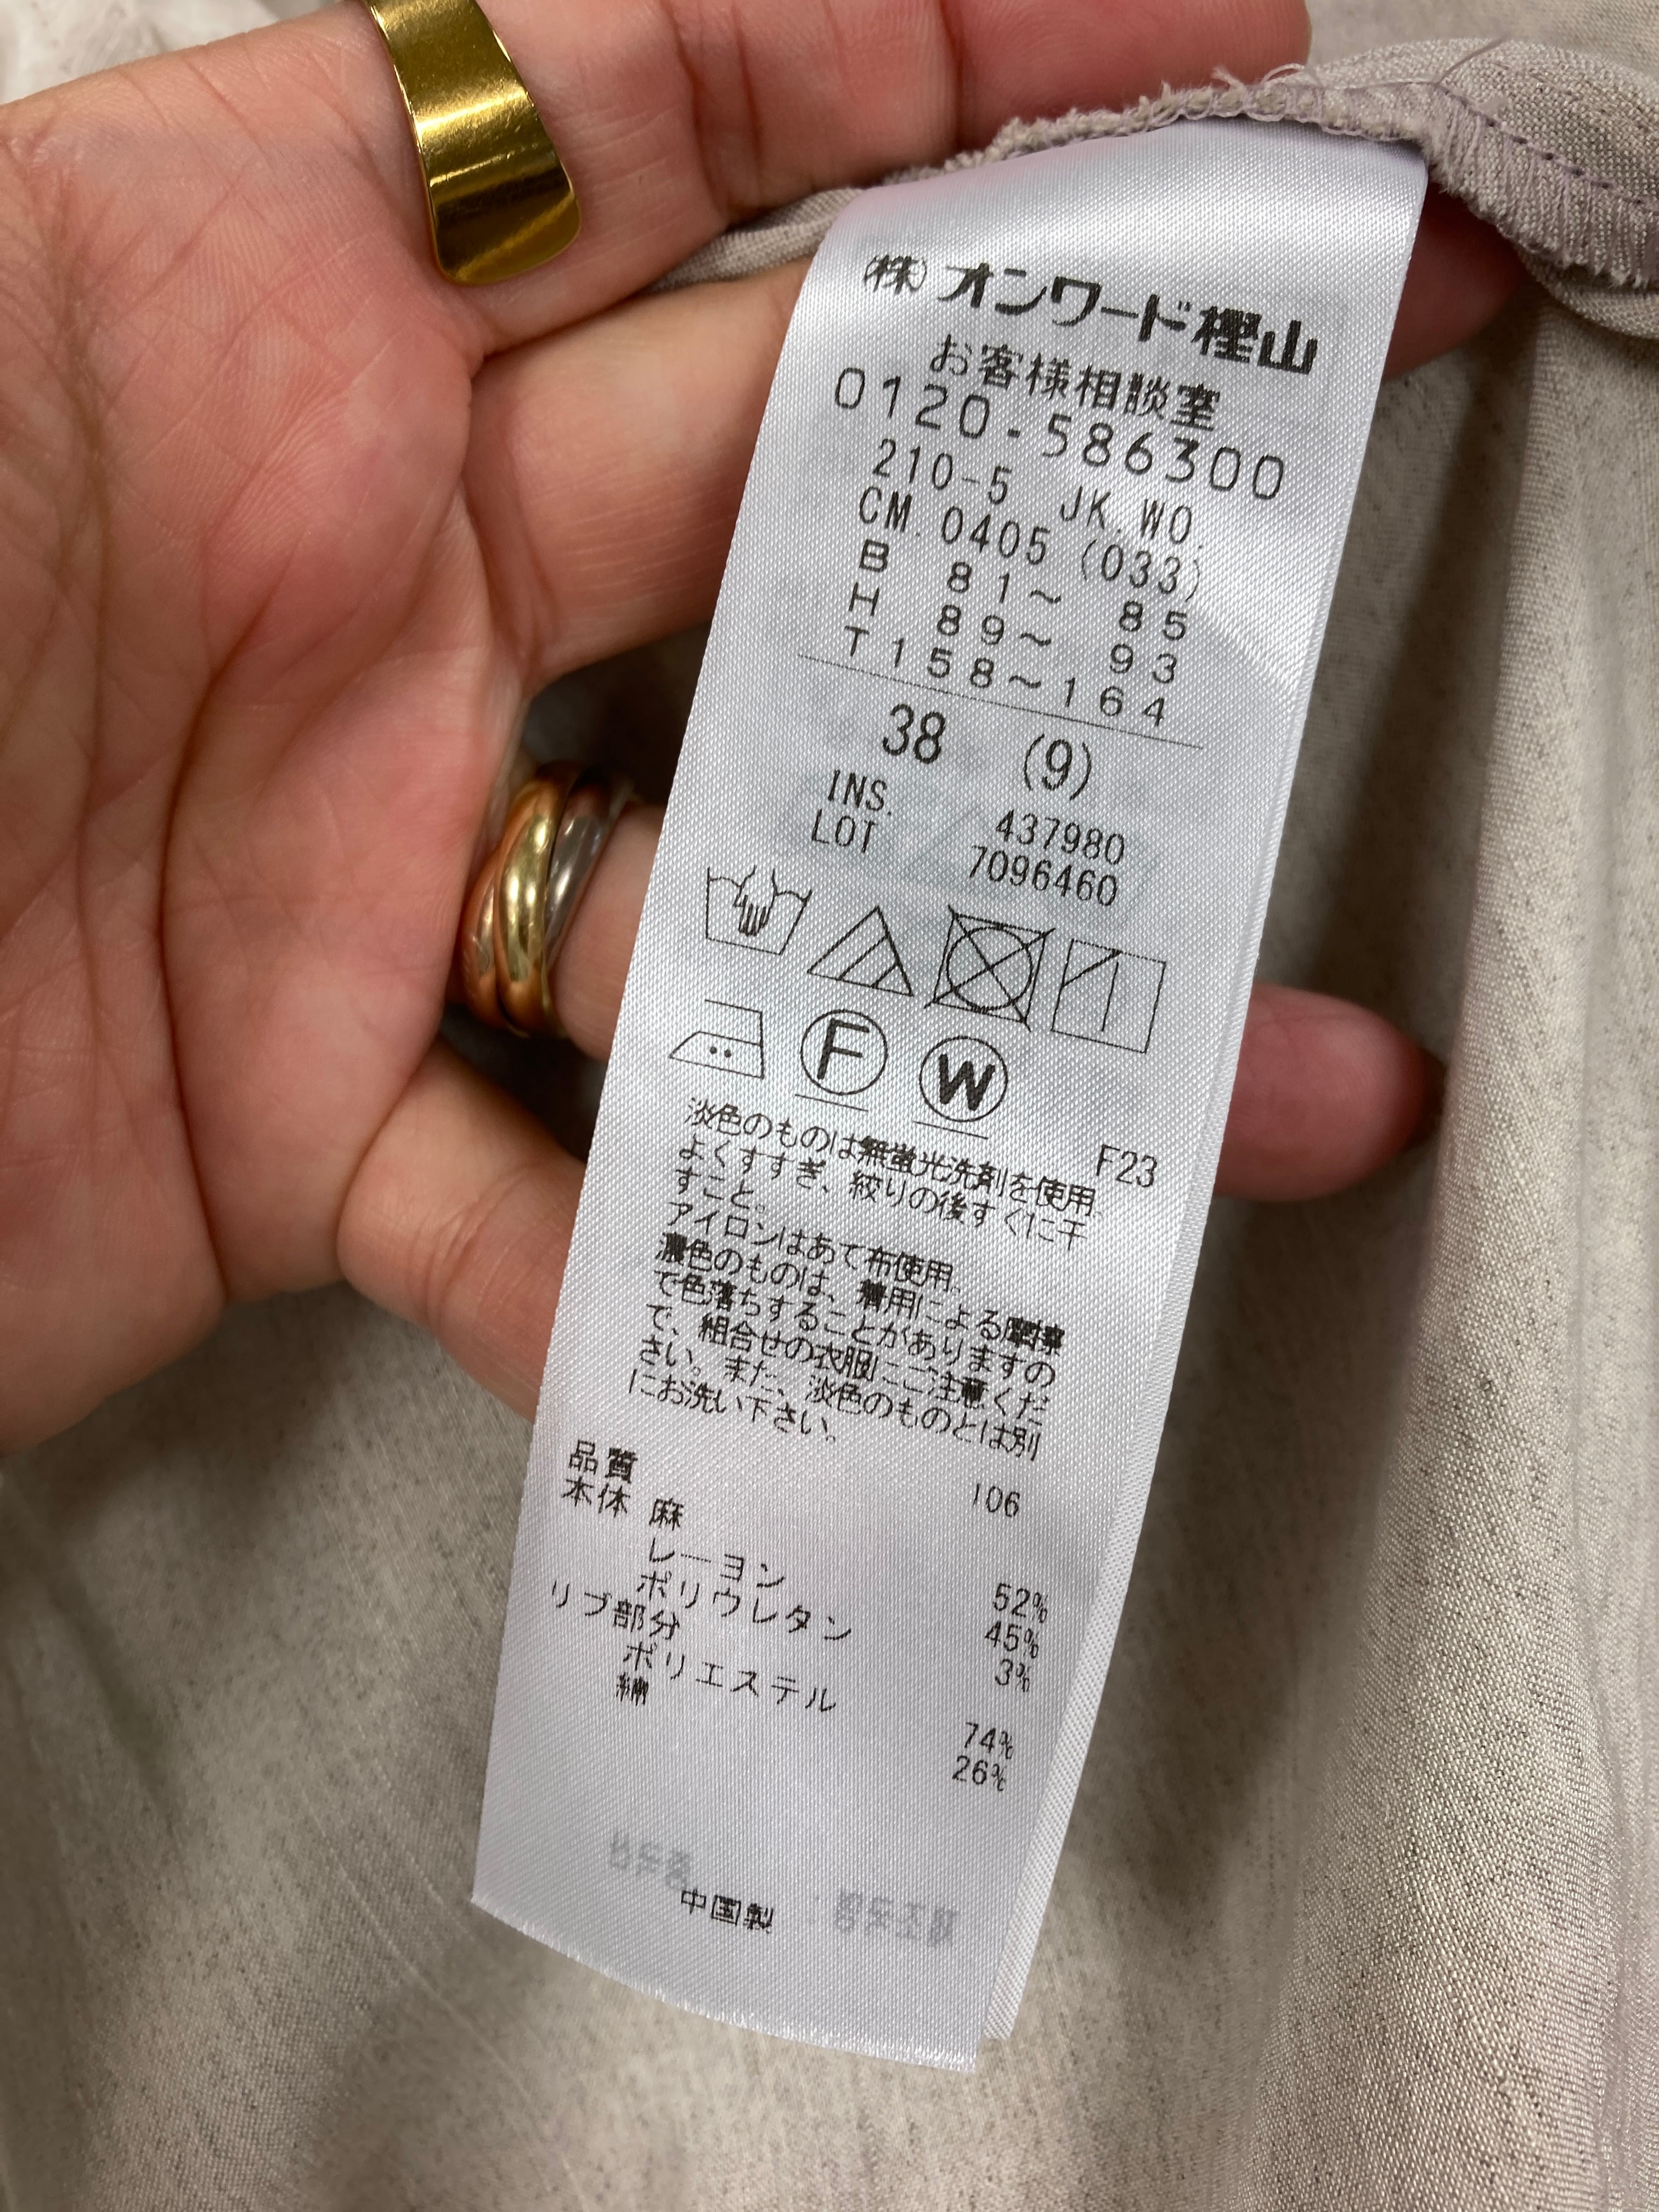 (株)オンワード樫山
お客様相談室
0120-586300
210-5 JK.WO.
CM.0405(033)
B 81～ 85
H 89～ 93
T158～164
38 (9)
INS. 437980
LOT 7096460
F W
F23
淡色のものは無蛍光洗剤を使用。
よくすすぎ、絞りの後すぐに干
すこと。
アイロンはあて布使用。
濃色のものは、着用による摩擦
で色落ちすることがありますの
で、組合せの衣服にご注意くだ
さい。また、淡色のものとは別
にお洗い下さい。
106
品質
本体 麻 52%
レーヨン 45%
ポリウレタン 3%
リブ部分
ポリエステル 74%
綿 26%
中国製